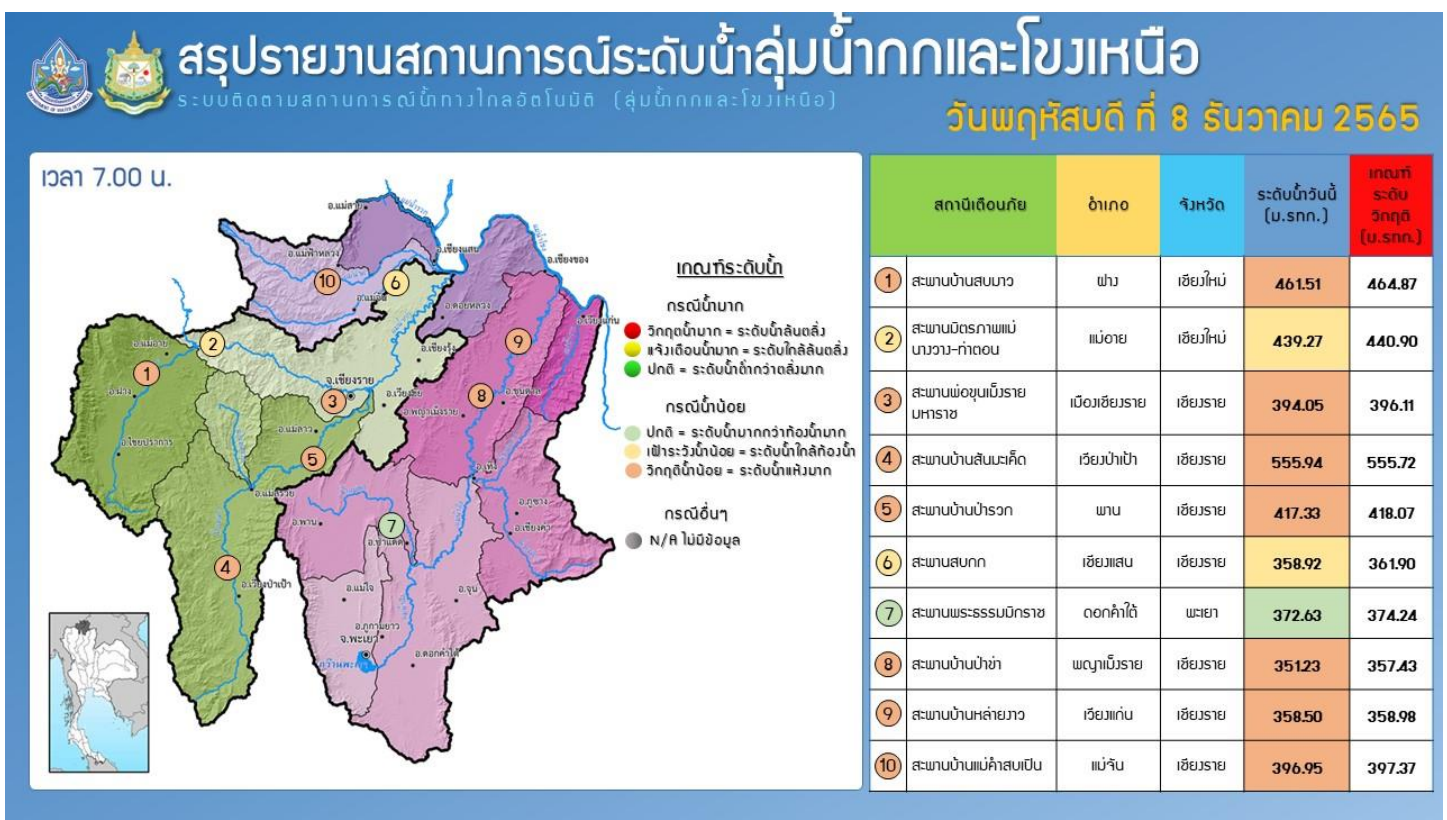 สรุปรายงานสถานการณ์ระดับน้ำลุ่มน้ำกกและโขงเหนือ
ระบบติดตามสถานการณ์น้ำทางไกลอัตโนมัติ (ลุ่มน้ำกกและโขงเหนือ)
วันพฤหัสบดี ที่ 8 ธันวาคม 2565
เวลา 7.00 น.
อ.แม่สาย
อ.แม่ฟ้าหลวง
อ.เชียงแสน
อ.เชียงของ
10
6
อ.แม่จัน
อ.ดอยหลวง
อ.เวียงแก่น
2
9
อ.แม่อาย
อ.เชียงรุ้ง
1
จ.เชียงราย
8
อ.ฝาง
3
อ.เวียงชัย
อ.ขุนตาล
อ.พญาเม็งราย
อ.แม่ลาว
อ.ไชยปราการ
5
อ.เทิง
อ.แม่สรวย
อ.ภูซาง
อ.พาน
7
อ.เชียงคำ
อ.ป่าแดด
4
อ.เวียงป่าเป้า
อ.แม่ใจ
อ.จุน
อ.ภูกามยาว
จ.พะเยา
กว๊านพะเยา
อ.ดอกคำใต้
เกณฑ์ระดับน้ำ
กรณีน้ำมาก
วิกฤตน้ำมาก = ระดับน้ำล้นตลิ่ง
แจ้งเตือนน้ำมาก = ระดับใกล้ล้นตลิ่ง
ปกติ = ระดับน้ำต่ำกว่าตลิ่งมาก
กรณีน้ำน้อย
ปกติ = ระดับน้ำมากกว่าท้องน้ำมาก
เฝ้าระวังน้ำน้อย = ระดับน้ำใกล้ท้องน้ำ
วิกฤติน้ำน้อย = ระดับน้ำแห้งมาก
กรณีอื่นๆ
N/A ไม่มีข้อมูล
สถานีเตือนภัย อำเภอ จังหวัด ระดับน้ำวันนี้ (ม.รทก.) เกณฑ์ระดับวิกฤติ (ม.รทก.)
1 สะพานบ้านสบมาว ฝาง เชียงใหม่ 461.51 464.87
2 สะพานมิตรภาพแม่นางวาง-ท่าตอน แม่อาย เชียงใหม่ 439.27 440.90
3 สะพานพ่อขุนเม็งรายมหาราช เมืองเชียงราย เชียงราย 394.05 396.11
4 สะพานบ้านสันมะเค็ด เวียงป่าเป้า เชียงราย 555.94 555.72
5 สะพานบ้านป่ารวก พาน เชียงราย 417.33 418.07
6 สะพานสบกก เชียงแสน เชียงราย 358.92 361.90
7 สะพานพระธรรมมิกราช ดอกคำใต้ พะเยา 372.63 374.24
8 สะพานบ้านป่าข่า พญาเม็งราย เชียงราย 351.23 357.43
9 สะพานบ้านหล่ายงาว เวียงแก่น เชียงราย 358.50 358.98
10 สะพานบ้านแม่คำสบเปิน แม่จัน เชียงราย 396.95 397.37